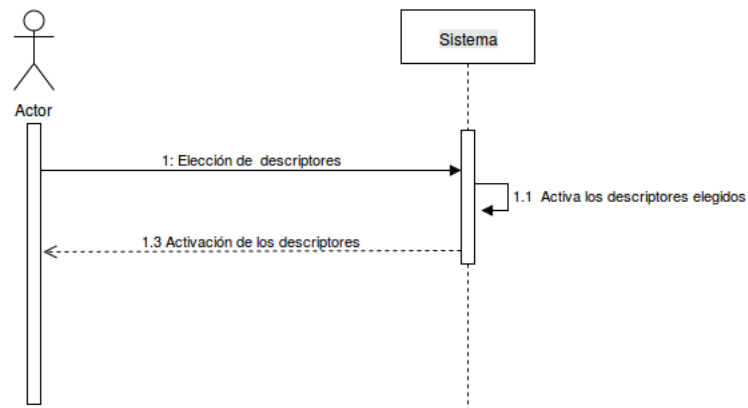 Sistema
Actor
1: Elección de descriptores
1.1 Activa los descriptores elegidos
1.3 Activación de los descriptores